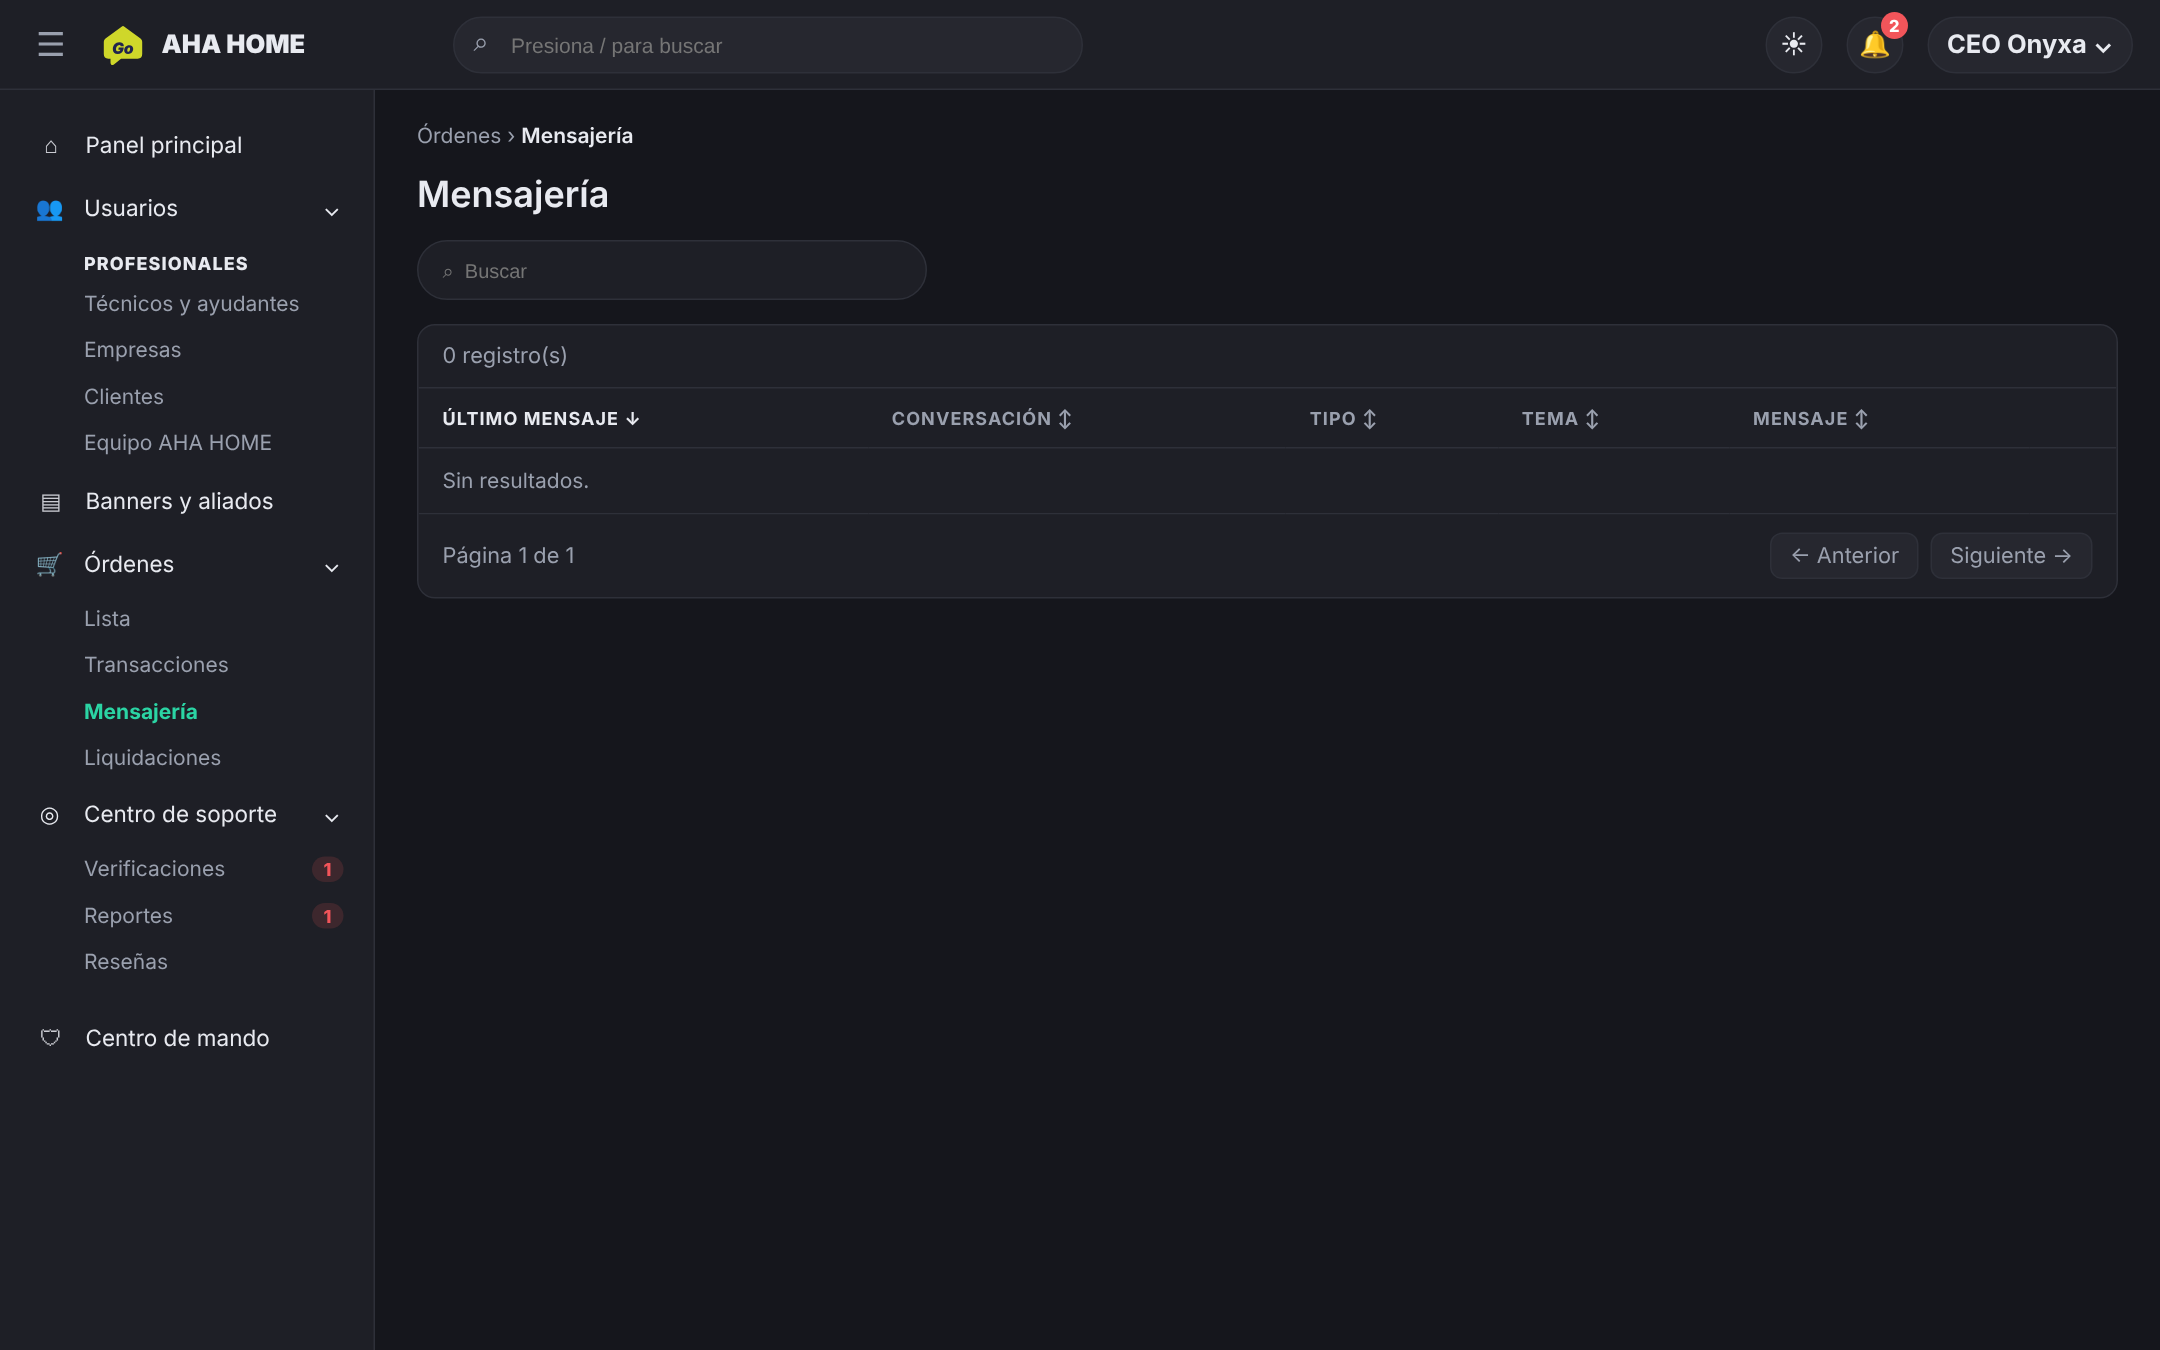 Go
AHA HOME
Presiona / para buscar
2
CEO Onyxa
Panel principal
Usuarios
PROFESIONALES
Técnicos y ayudantes
Empresas
Clientes
Equipo AHA HOME
Banners y aliados
Órdenes
Lista
Transacciones
Mensajería
Liquidaciones
Centro de soporte
Verificaciones 1
Reportes 1
Reseñas
Centro de mando
Órdenes › Mensajería
Mensajería
Buscar
0 registro(s)
ÚLTIMO MENSAJE ↓ CONVERSACIÓN ↕ TIPO ↕ TEMA ↕ MENSAJE ↕
Sin resultados.
Página 1 de 1 ← Anterior Siguiente →